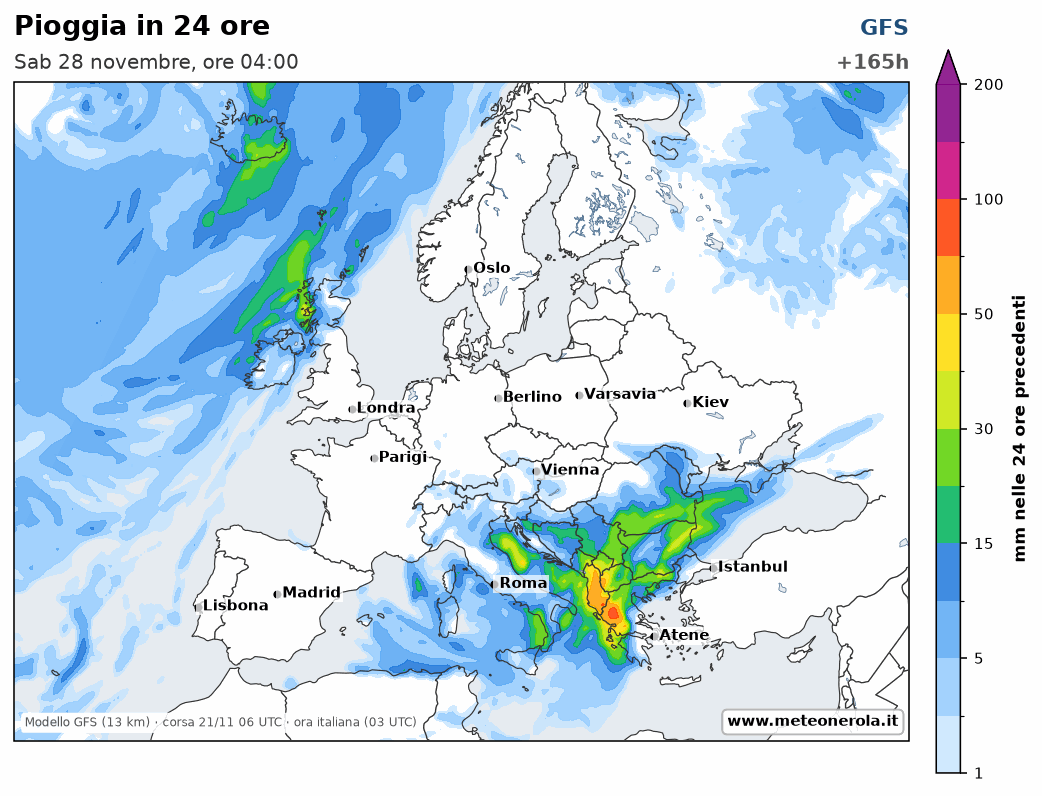 Pioggia in 24 ore
GFS
Sab 28 novembre, ore 04:00
+165h
Oslo
Londra
Berlino
Varsavia
Kiev
Parigi
Vienna
Istanbul
Roma
Madrid
Lisbona
Atene
Modello GFS (13 km) · corsa 21/11 06 UTC · ora italiana (03 UTC)
www.meteonerola.it
200
100
50
30
15
5
1
mm nelle 24 ore precedenti